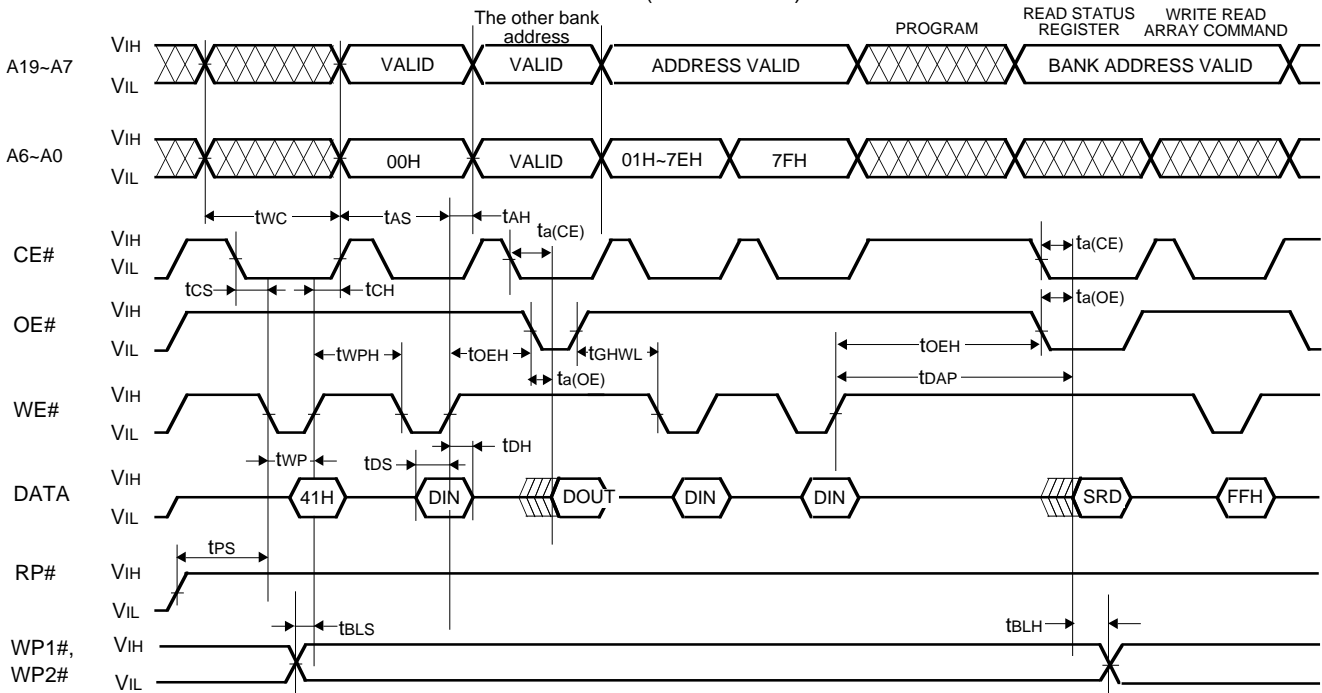 The other bank
address
PROGRAM
READ STATUS
REGISTER
WRITE READ
ARRAY COMMAND
A19~A7
VIH
VIL
VALID
VALID
ADDRESS VALID
BANK ADDRESS VALID
A6~A0
VIH
VIL
00H
VALID
01H~7EH
7FH
tWC
tAS
tAH
ta(CE)
ta(CE)
CE#
VIH
VIL
tCS
tCH
ta(OE)
OE#
VIH
VIL
tWPH
tOEH
tGHWL
tOEH
ta(OE)
tDAP
WE#
VIH
VIL
tWP
tDS
tDH
DATA
VIH
VIL
41H
DIN
DOUT
DIN
DIN
SRD
FFH
tPS
RP#
VIH
VIL
tBLS
tBLH
WP1#,
WP2#
VIH
VIL